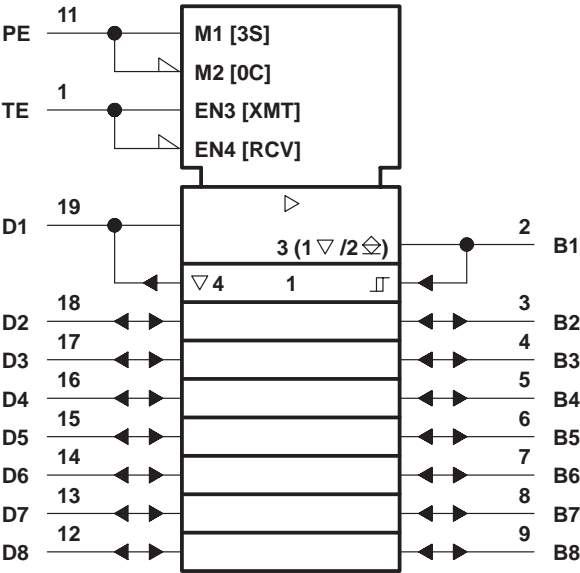 11
PE M1 [3S]
M2 [0C]
1
TE EN3 [XMT]
EN4 [RCV]
19
D1
▷
3 (1 ▽ /2 ⎒)
2
B1
▽ 4 1
18 3
D2 B2
17 4
D3 B3
16 5
D4 B4
15 6
D5 B5
14 7
D6 B6
13 8
D7 B7
12 9
D8 B8